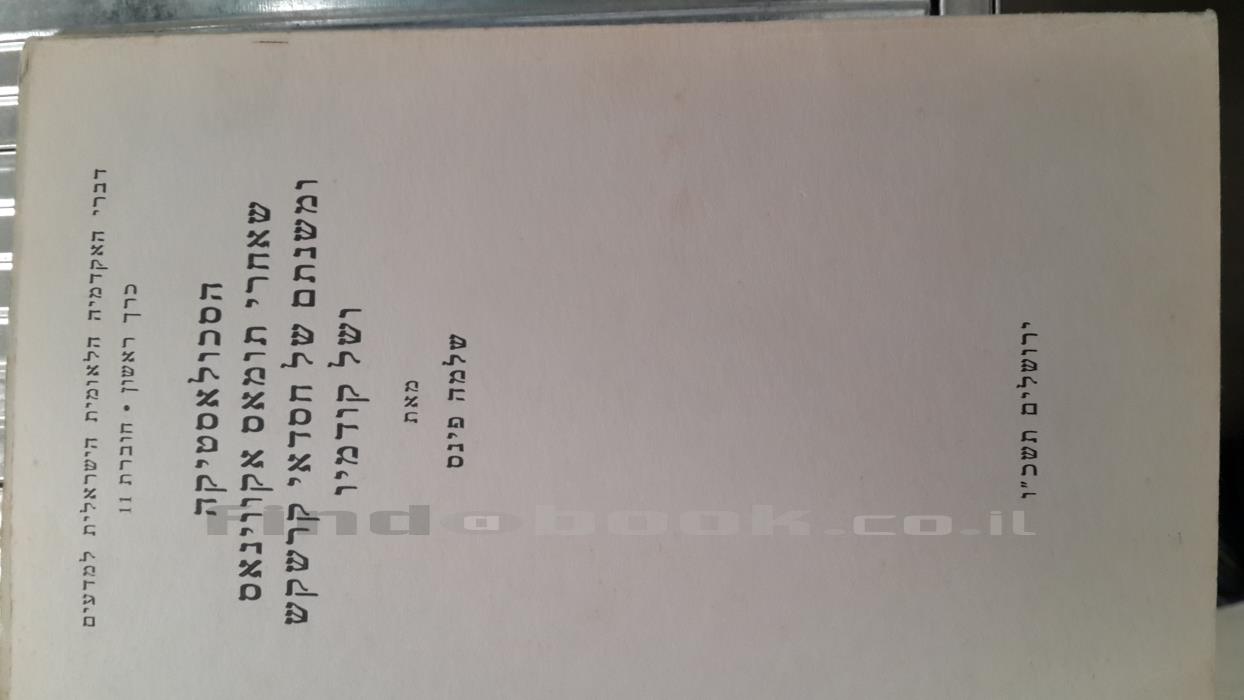 דברי האקדמיה הלאומית הישראלית למדעים
כרך ראשון • חוברת 11
הסכולאסטיקה
שאחרי תומאס אקווינאס
ומשנתם של חסדאי קרשקש
ושל קודמיו
מאת
שלמה פינס
ירושלים תשכ"ו
findabook.co.il